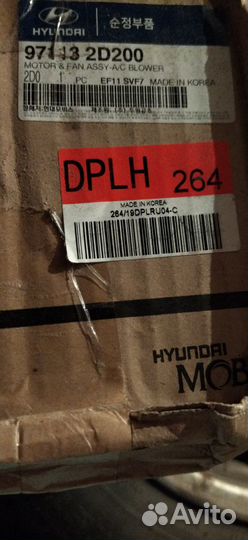 HYUNDAI 순정부품
97113 2D200
MOTOR & FAN ASSY-A/C BLOWER
2D0 1 PC EF11 SVF7 MADE IN KOREA
DPLH 264
MADE IN KOREA
264/19DPLRU04-C
HYUNDAI
MOB
Avito